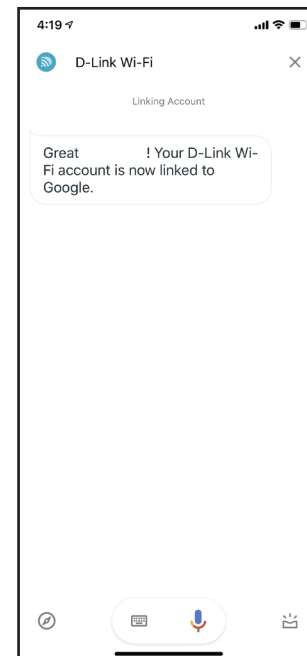 4:19
D-Link Wi-Fi
Linking Account
Great ! Your D-Link Wi-
Fi account is now linked to
Google.